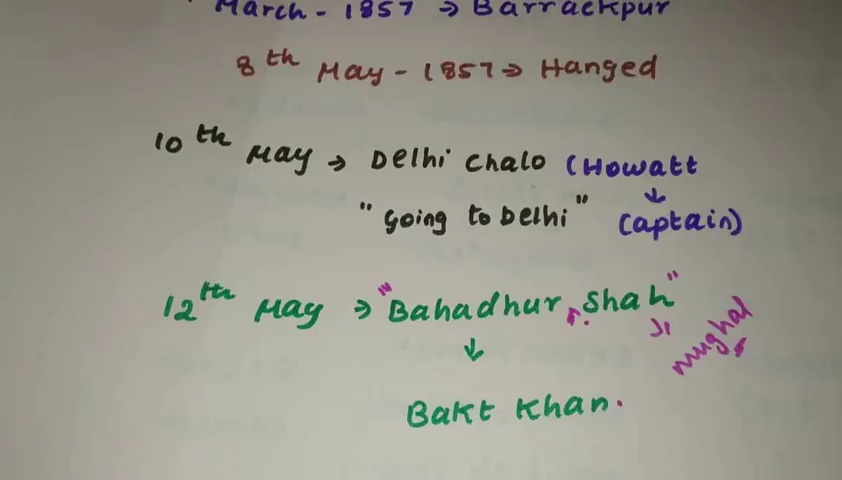 March - 1857 → Barrackpur
8th May - 1857 → Hanged
10th May → Delhi Chalo (Howatt
↓
"Going to Delhi" Captain)
12th May → "Bahadhur Shah"
mughal
↓
Bakt Khan.